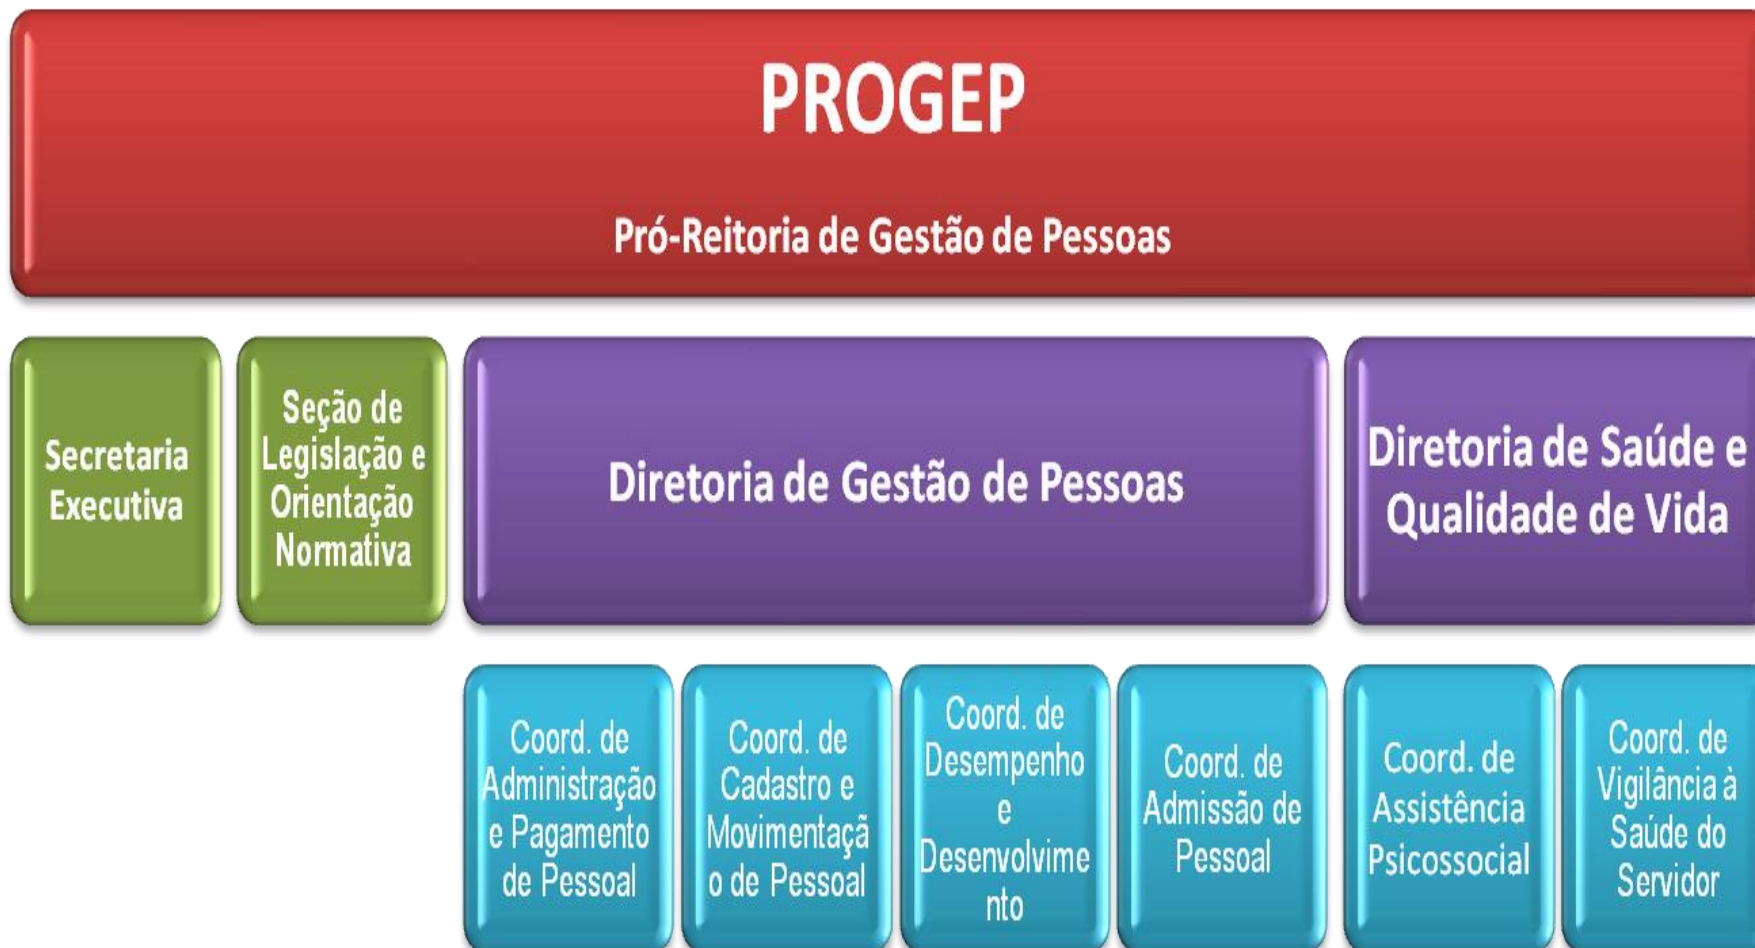 PROGEP
Pró-Reitoria de Gestão de Pessoas
Secretaria
Executiva
Seção de
Legislação e
Orientação
Normativa
Diretoria de Gestão de Pessoas
Diretoria de Saúde e
Qualidade de Vida
Coord. de
Administração
e Pagamento
de Pessoal
Coord. de
Cadastro e
Movimentaçã
o de Pessoal
Coord. de
Desempenho
e
Desenvolvime
nto
Coord. de
Admissão de
Pessoal
Coord. de
Assistência
Psicossocial
Coord. de
Vigilância à
Saúde do
Servidor